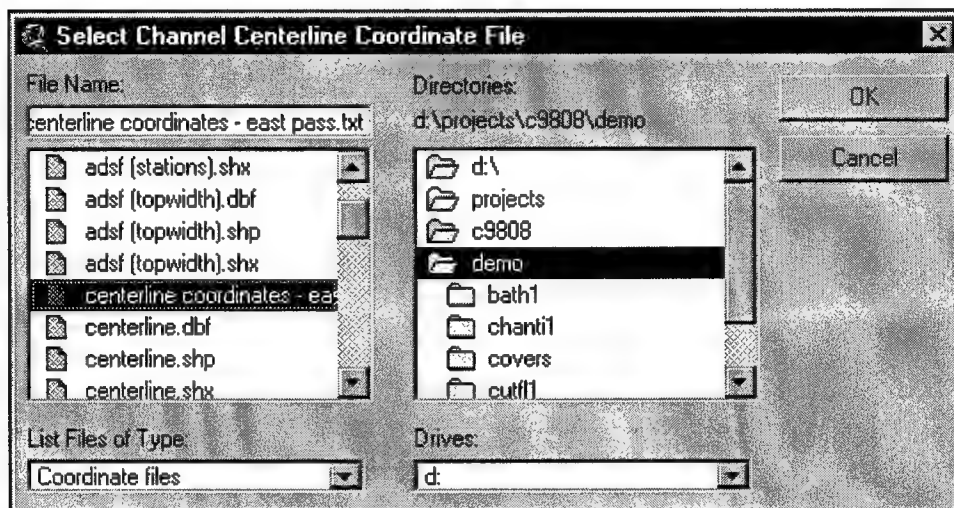 Select Channel Centerline Coordinate File
File Name:
centerline coordinates - east pass.txt
adsf (stations).shx
adsf (topwidth).dbf
adsf (topwidth).shp
adsf (topwidth).shx
centerline coordinates - eas
centerline.dbf
centerline.shp
centerline.shx
List Files of Type:
Coordinate files
Directories:
d:\projects\c9808\demo
d:\
projects
c9808
demo
bath1
chanti1
covers
cutfl1
Drives:
d:
OK
Cancel